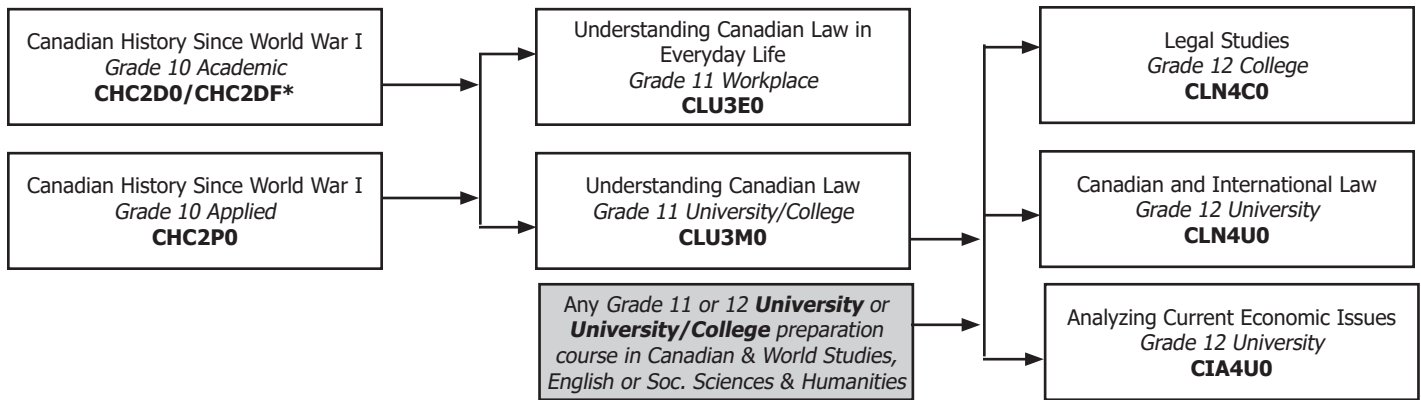 Canadian History Since World War I
Grade 10 Academic
CHC2D0/CHC2DF*
Canadian History Since World War I
Grade 10 Applied
CHC2P0
Understanding Canadian Law in
Everyday Life
Grade 11 Workplace
CLU3E0
Understanding Canadian Law
Grade 11 University/College
CLU3M0
Any Grade 11 or 12 University or
University/College preparation
course in Canadian & World Studies,
English or Soc. Sciences & Humanities
Legal Studies
Grade 12 College
CLN4C0
Canadian and International Law
Grade 12 University
CLN4U0
Analyzing Current Economic Issues
Grade 12 University
CIA4U0